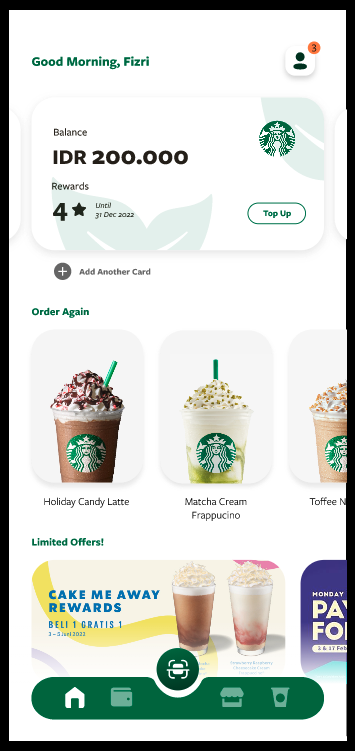 Good Morning, Fizri
3
Balance
IDR 200.000
Rewards
4
Until
31 Dec 2022
Top Up
Add Another Card
Order Again
Holiday Candy Latte
Matcha Cream
Frappucino
Toffee N
Limited Offers!
CAKE ME AWAY
REWARDS
BELI 1 GRATIS 1
3 – 5 Juni 2022
MONDAY
PAY
FO
3 & 17 Feb